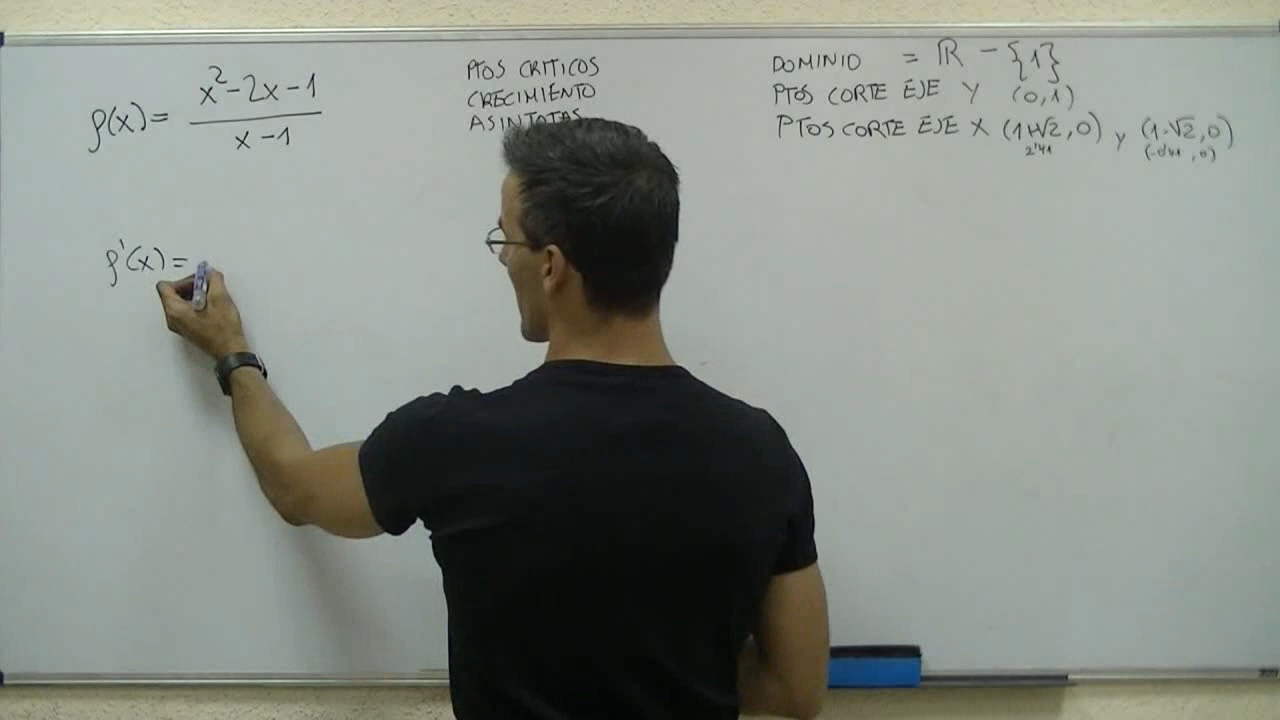 f(x) = x² - 2x - 1 / x - 1
PTOS CRITICOS
CRECIMIENTO
ASINTOTAS
DOMINIO = ℝ - {1}
PTOS CORTE EJE Y (0,1)
PTOS CORTE EJE X (1+√2,0) y (1-√2,0)
2'41 (-0'41,0)
f'(x) =